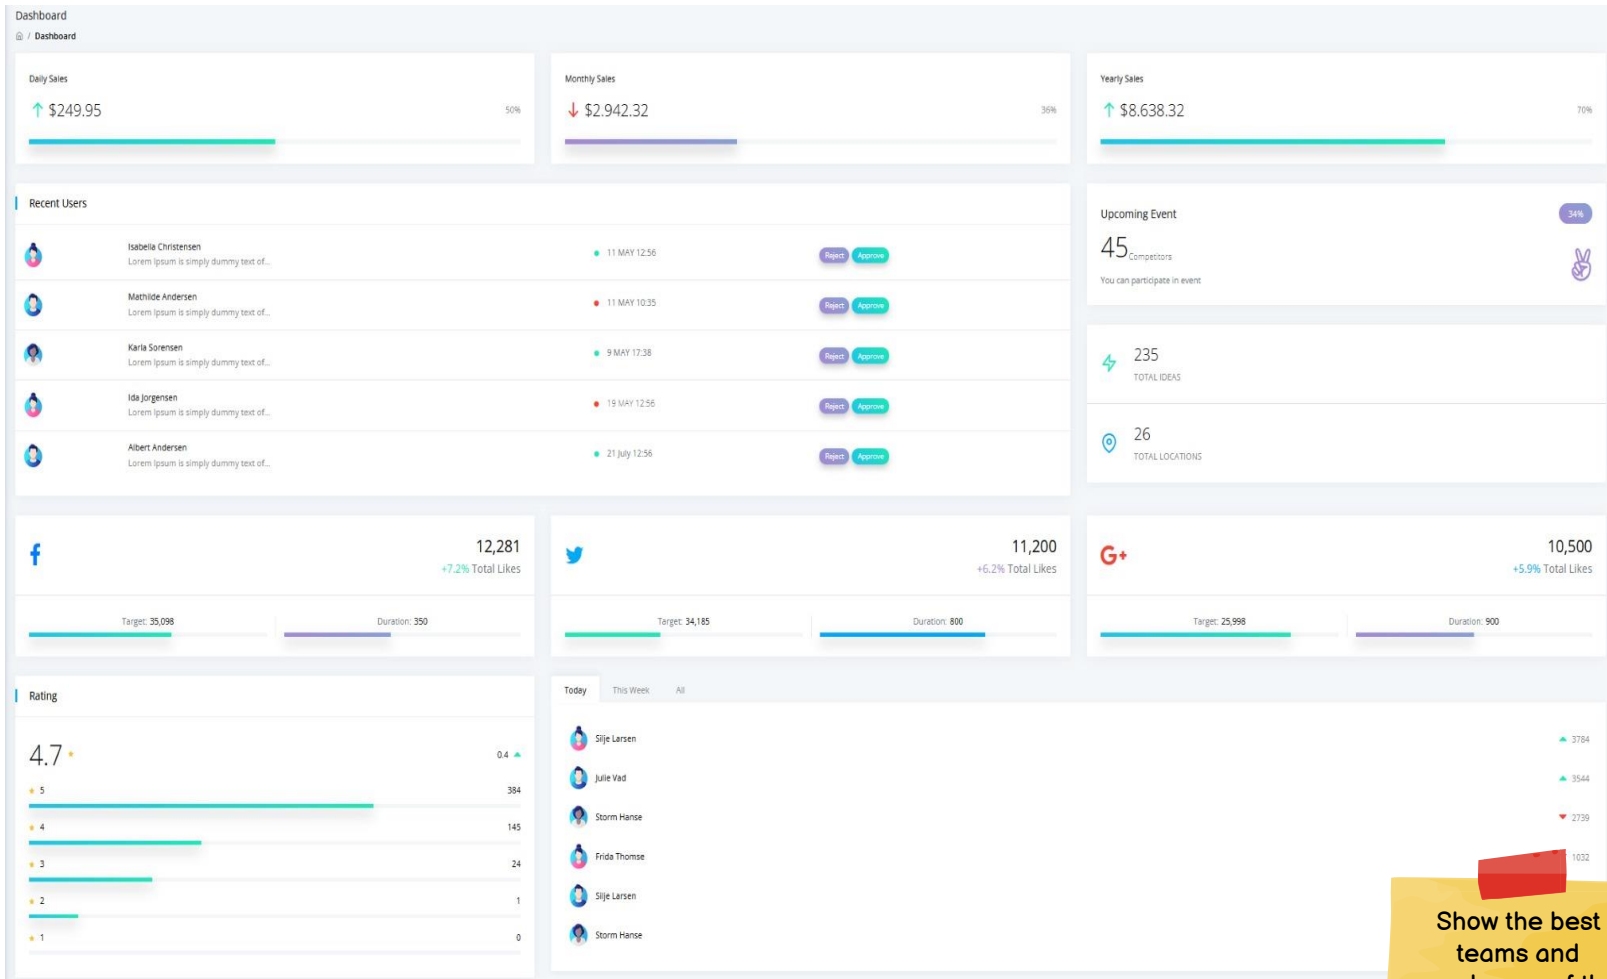 Dashboard
/ Dashboard
Daily Sales
$249.95
50%
Monthly Sales
$2.942.32
36%
Yearly Sales
$8.638.32
70%
Recent Users
Isabella Christensen
Lorem Ipsum is simply dummy text of...
11 MAY 12:56
Reject Approve
Mathilde Andersen
Lorem Ipsum is simply dummy text of...
11 MAY 10:35
Reject Approve
Karla Sorensen
Lorem Ipsum is simply dummy text of...
9 MAY 17:38
Reject Approve
Ida Jorgensen
Lorem Ipsum is simply dummy text of...
19 MAY 12:56
Reject Approve
Albert Andersen
Lorem Ipsum is simply dummy text of...
21 July 12:56
Reject Approve
Upcoming Event
34%
45 Competitors
You can participate in event
235
TOTAL IDEAS
26
TOTAL LOCATIONS
12,281
+7.2% Total Likes
Target: 35,098
Duration: 350
11,200
+6.2% Total Likes
Target: 34,185
Duration: 800
G+
10,500
+5.9% Total Likes
Target: 25,998
Duration: 900
Rating
4.7
0.4
5 384
4 145
3 24
2 1
1 0
Today This Week All
Silje Larsen 3784
Julie Vad 3544
Storm Hanse 2739
Frida Thomse 1032
Silje Larsen
Storm Hanse
Show the best
teams and